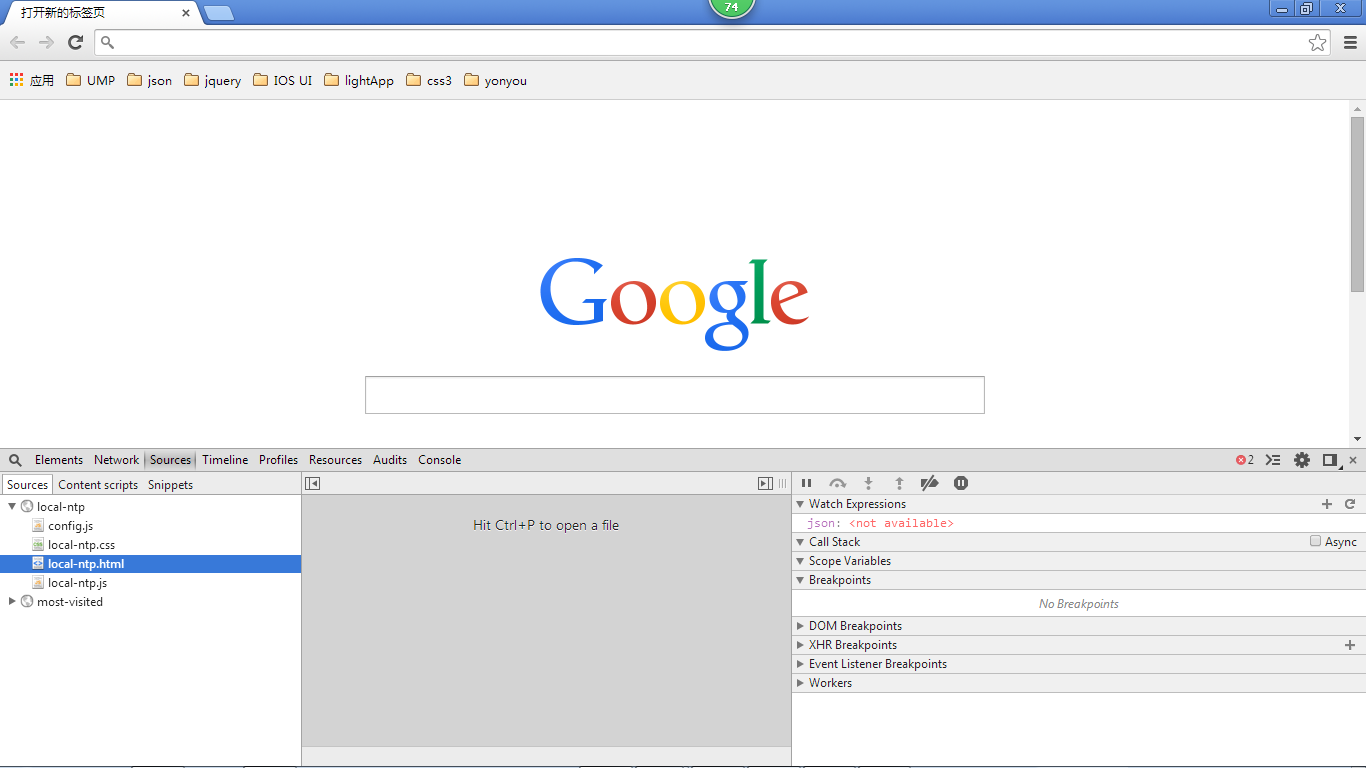 打开新的标签页
74
应用 UMP json jquery IOS UI lightApp css3 yonyou
Google
Elements Network Sources Timeline Profiles Resources Audits Console 2
Sources Content scripts Snippets
local-ntp
config.js
local-ntp.css
local-ntp.html
local-ntp.js
most-visited
Hit Ctrl+P to open a file
Watch Expressions
json: <not available>
Call Stack Async
Scope Variables
Breakpoints
No Breakpoints
DOM Breakpoints
XHR Breakpoints
Event Listener Breakpoints
Workers